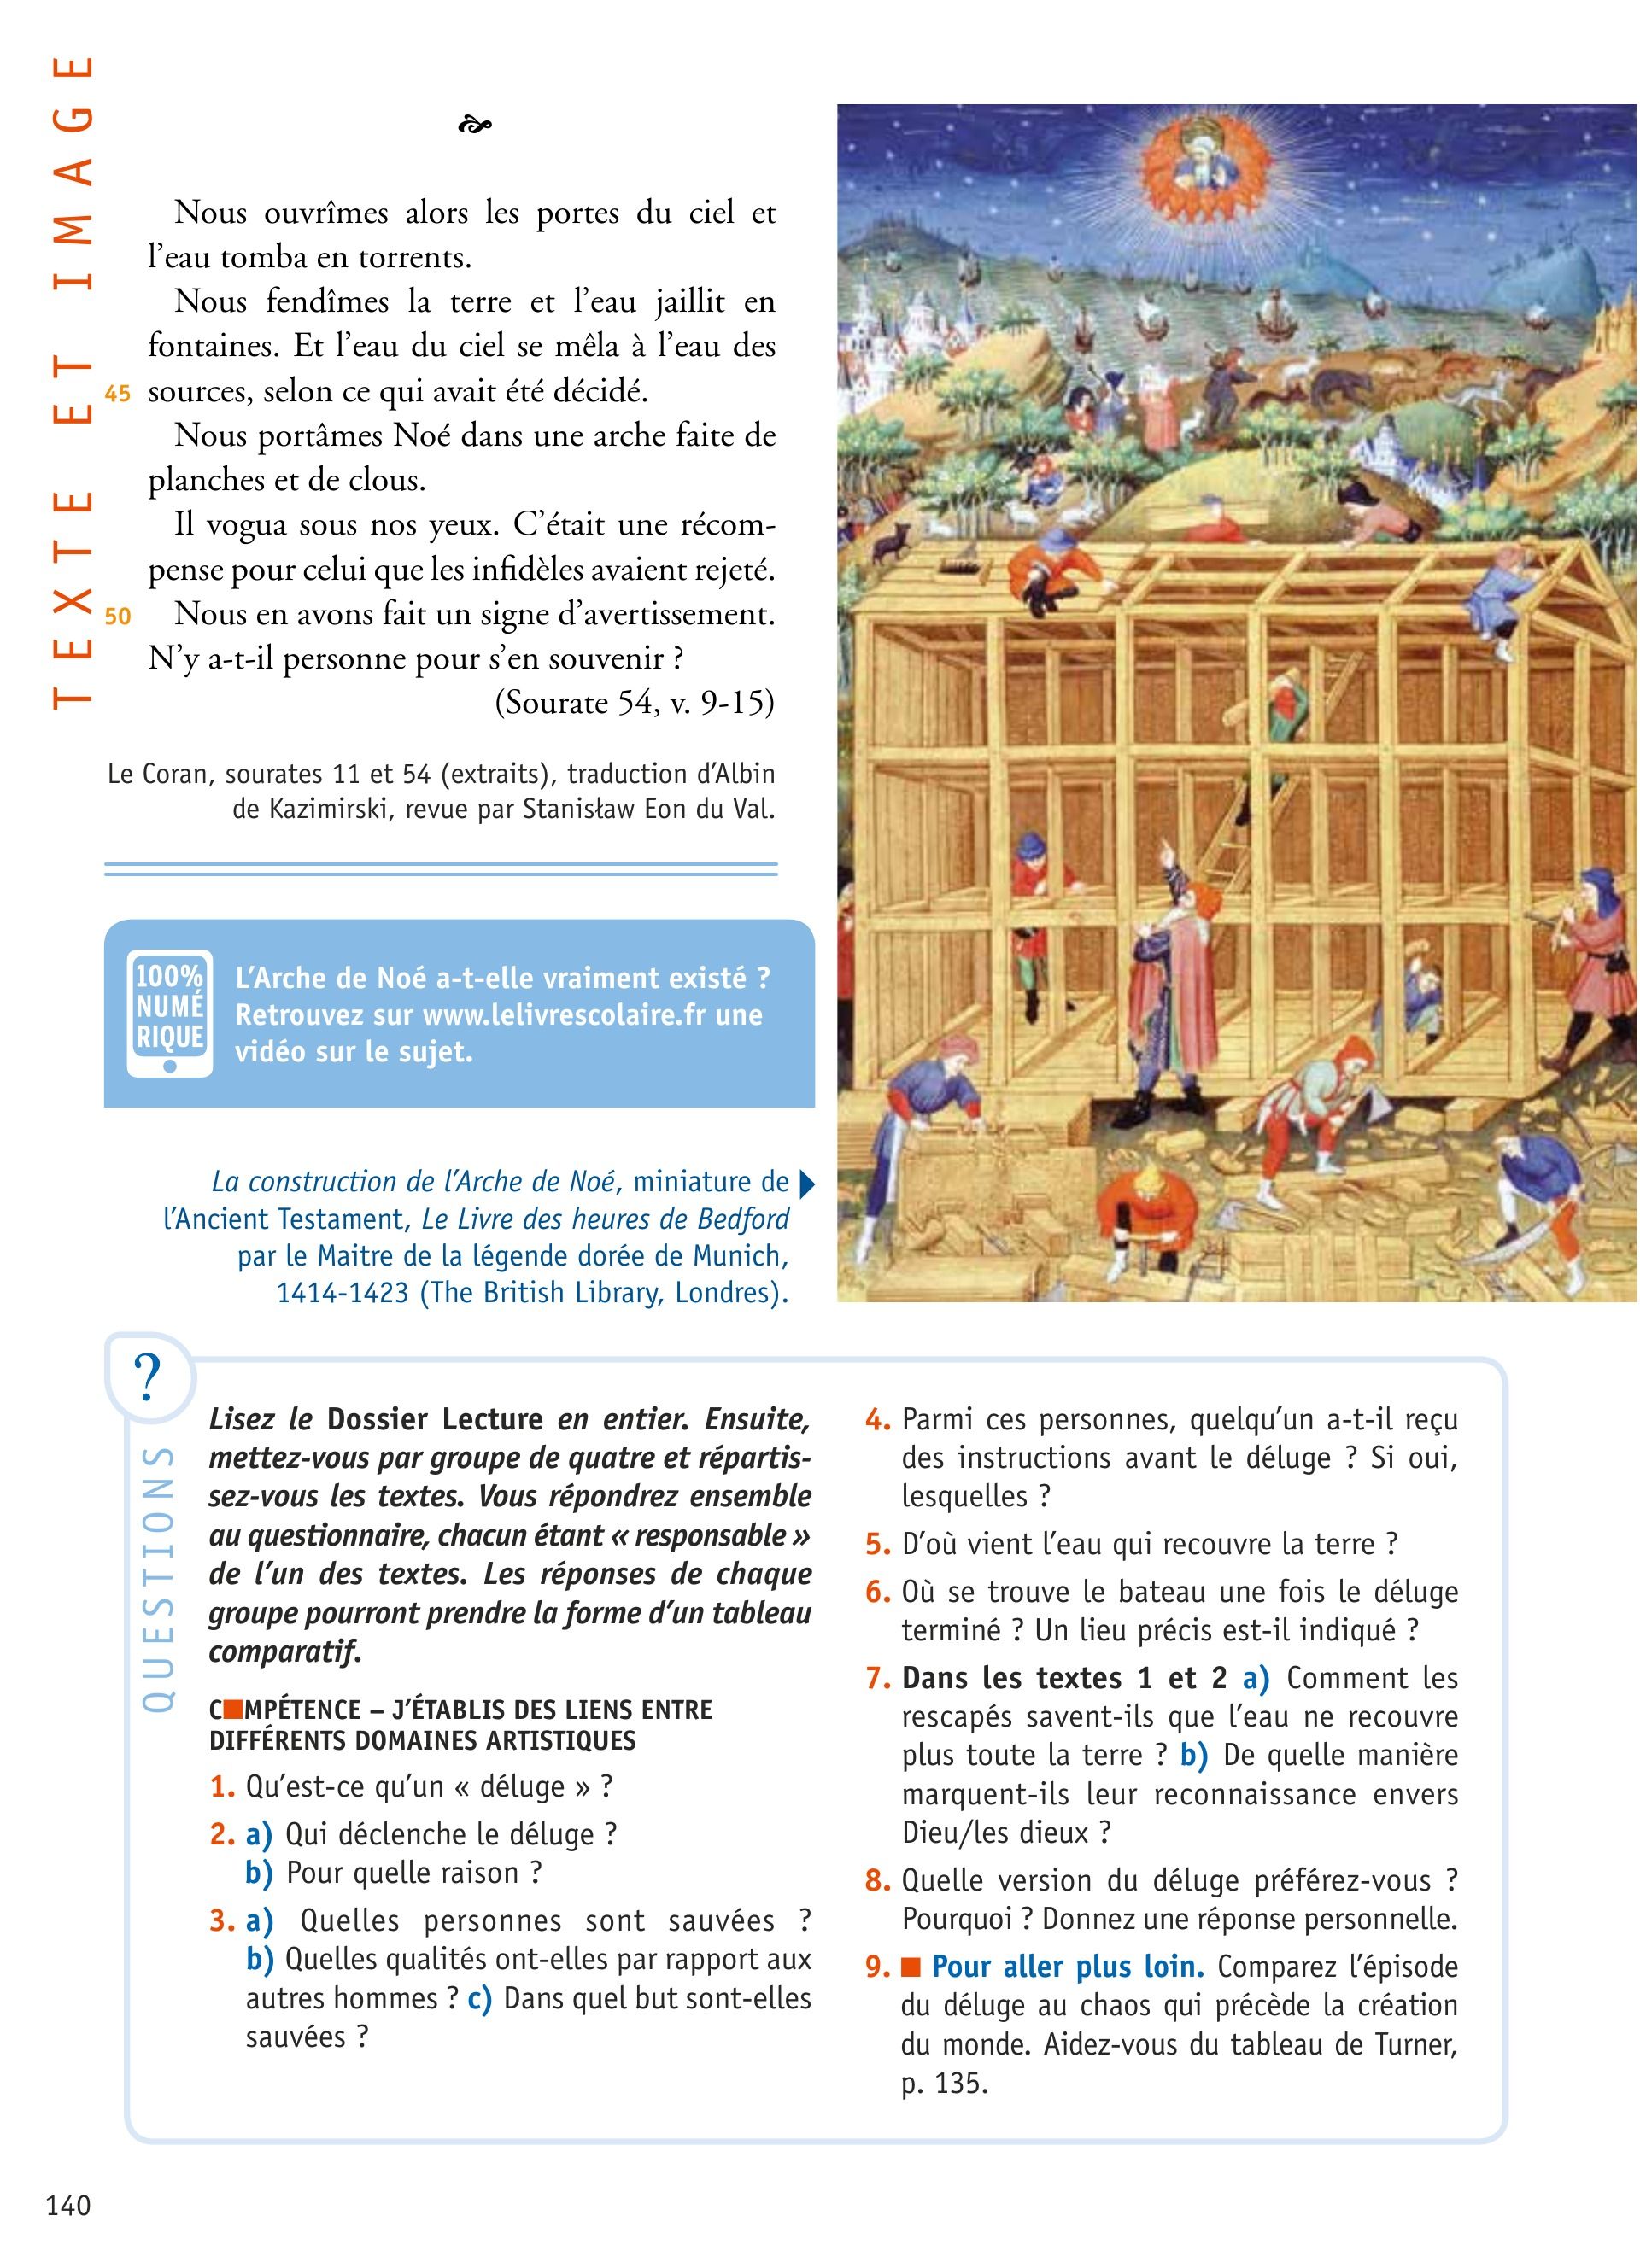 TEXTE ET IMAGE
Nous ouvrîmes alors les portes du ciel et
l’eau tomba en torrents.
Nous fendîmes la terre et l’eau jaillit en
fontaines. Et l’eau du ciel se mêla à l’eau des
45 sources, selon ce qui avait été décidé.
Nous portâmes Noé dans une arche faite de
planches et de clous.
Il vogua sous nos yeux. C’était une récom-
pense pour celui que les infidèles avaient rejeté.
50 Nous en avons fait un signe d’avertissement.
N’y a-t-il personne pour s’en souvenir ?
(Sourate 54, v. 9-15)
Le Coran, sourates 11 et 54 (extraits), traduction d’Albin
de Kazimirski, revue par Stanisław Eon du Val.
100%
NUMÉ
RIQUE
L’Arche de Noé a-t-elle vraiment existé ?
Retrouvez sur www.lelivrescolaire.fr une
vidéo sur le sujet.
La construction de l’Arche de Noé, miniature de
l’Ancient Testament, Le Livre des heures de Bedford
par le Maitre de la légende dorée de Munich,
1414-1423 (The British Library, Londres).
?
QUESTIONS
Lisez le Dossier Lecture en entier. Ensuite,
mettez-vous par groupe de quatre et répartis-
sez-vous les textes. Vous répondrez ensemble
au questionnaire, chacun étant « responsable »
de l’un des textes. Les réponses de chaque
groupe pourront prendre la forme d’un tableau
comparatif.
C■MPÉTENCE – J’ÉTABLIS DES LIENS ENTRE
DIFFÉRENTS DOMAINES ARTISTIQUES
1. Qu’est-ce qu’un « déluge » ?
2. a) Qui déclenche le déluge ?
b) Pour quelle raison ?
3. a) Quelles personnes sont sauvées ?
b) Quelles qualités ont-elles par rapport aux
autres hommes ? c) Dans quel but sont-elles
sauvées ?
4. Parmi ces personnes, quelqu’un a-t-il reçu
des instructions avant le déluge ? Si oui,
lesquelles ?
5. D’où vient l’eau qui recouvre la terre ?
6. Où se trouve le bateau une fois le déluge
terminé ? Un lieu précis est-il indiqué ?
7. Dans les textes 1 et 2 a) Comment les
rescapés savent-ils que l’eau ne recouvre
plus toute la terre ? b) De quelle manière
marquent-ils leur reconnaissance envers
Dieu/les dieux ?
8. Quelle version du déluge préférez-vous ?
Pourquoi ? Donnez une réponse personnelle.
9. ■ Pour aller plus loin. Comparez l’épisode
du déluge au chaos qui précède la création
du monde. Aidez-vous du tableau de Turner,
p. 135.
140